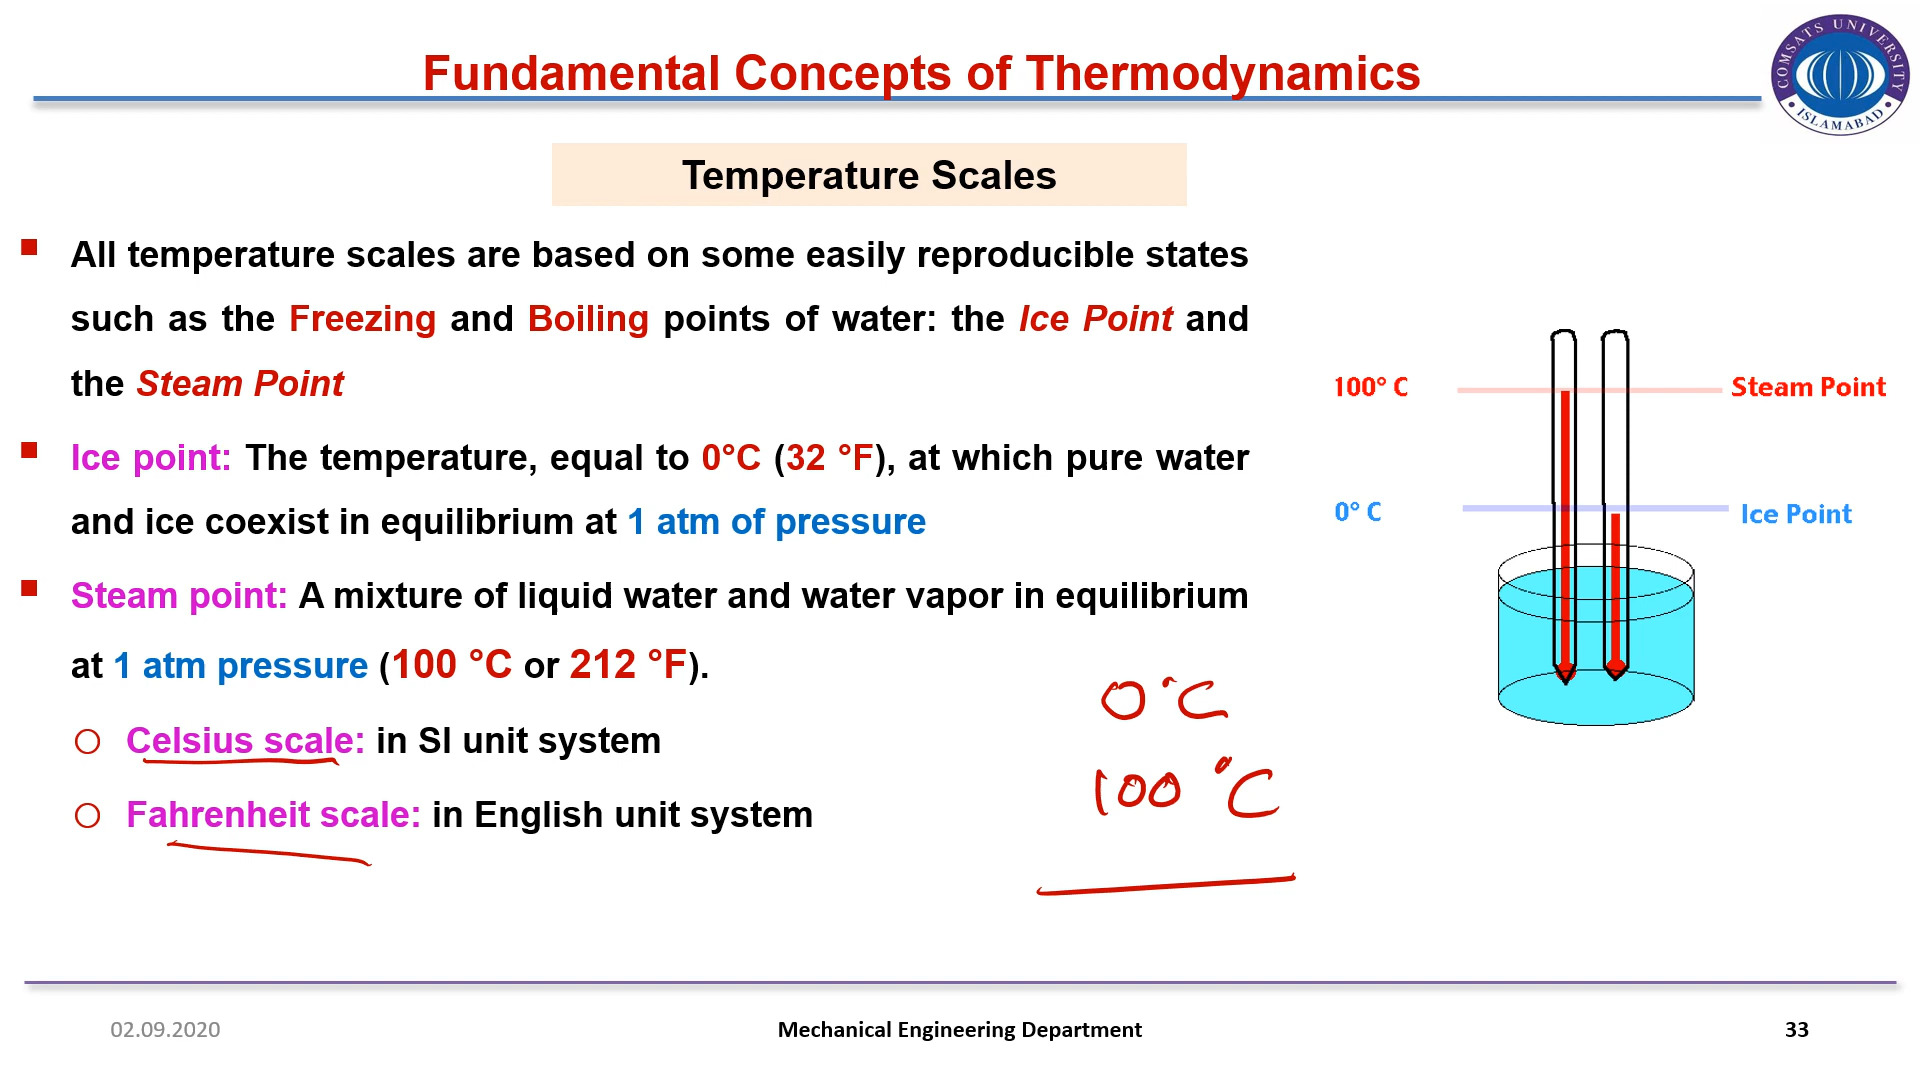 Fundamental Concepts of Thermodynamics
COMSATS UNIVERSITY
• ISLAMABAD •
Temperature Scales
▪ All temperature scales are based on some easily reproducible states
such as the Freezing and Boiling points of water: the Ice Point and
the Steam Point
▪ Ice point: The temperature, equal to 0°C (32 °F), at which pure water
and ice coexist in equilibrium at 1 atm of pressure
▪ Steam point: A mixture of liquid water and water vapor in equilibrium
at 1 atm pressure (100 °C or 212 °F).
○ Celsius scale: in SI unit system
○ Fahrenheit scale: in English unit system
0°C
100 °C
100° C
Steam Point
0° C
Ice Point
02.09.2020
Mechanical Engineering Department
33